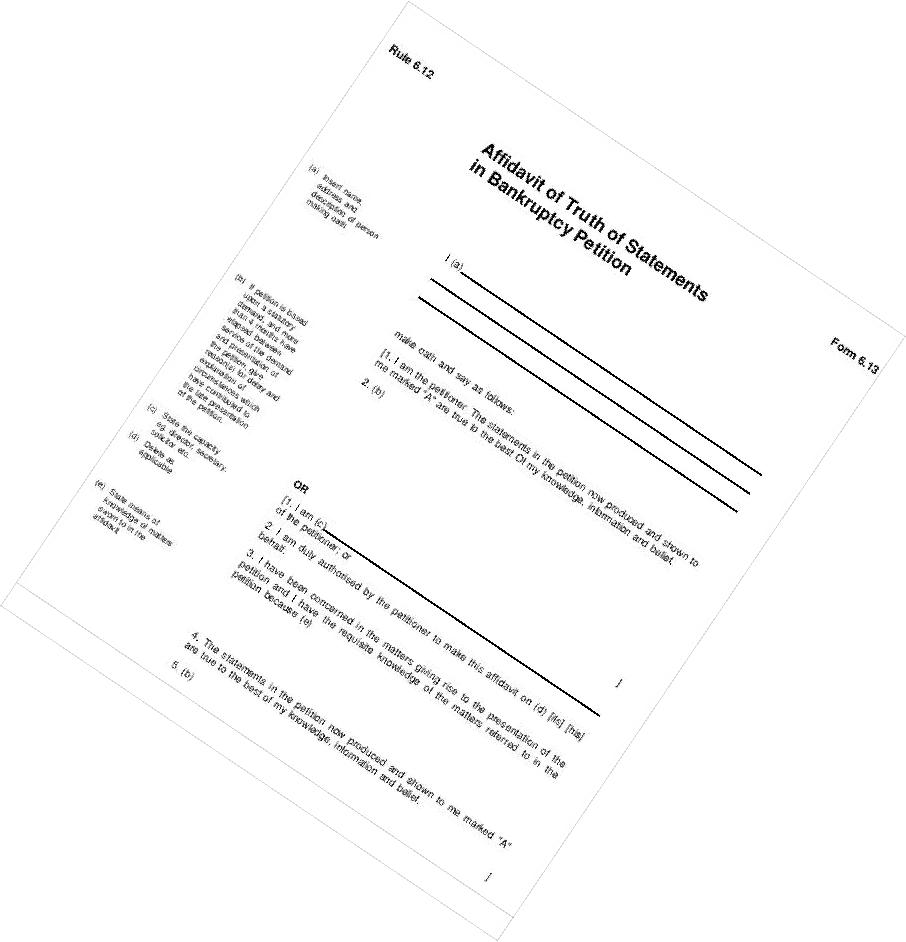 Rule 6.12
Form 6.13
Affidavit of Truth of Statements
in Bankruptcy Petition
(a) Insert name,
address and
description of person
making oath
I (a)
make oath and say as follows:
[1. I am the petitioner. The statements in the petition now produced and shown to
me marked "A" are true to the best Of my knowledge, information and belief.
(b) If petition is based
upon a statutory
demand, and more
than 4 months have
elapsed between
service of the demand
and presentation of
the petition, give
reason(s) for delay and
explanation of
circumstances which
have contributed to
the late presentation
of the petition.
2. (b)
]
OR
(c) State the capacity
eg. director, secretary,
solicitor etc.
[1. I am (c)
of the petitioner; or
(d) Delete as
applicable
2. I am duly authorised by the petitioner to make this affidavit on (d) [its] [his]
behalf.
3. I have been concerned in the matters giving rise to the presentation of the
petition and I have the requisite knowledge of the matters referred to in the
petition because (e)
(e) State means of
knowledge of matters
sworn to in the
affidavit
4. The statements in the petition now produced and shown to me marked "A"
are true to the best of my knowledge, information and belief.
5. (b)
]